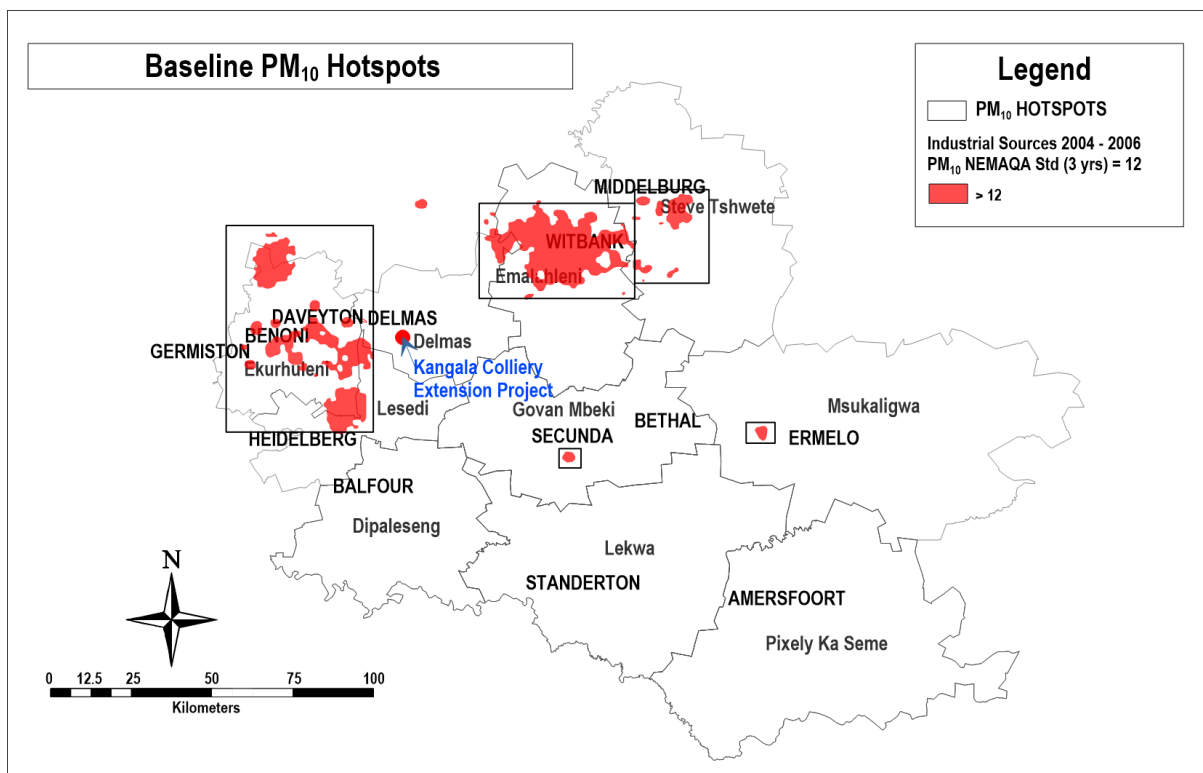 Baseline PM₁₀ Hotspots
Legend
PM₁₀ HOTSPOTS
Industrial Sources 2004 - 2006
PM₁₀ NEMAQA Std (3 yrs) = 12
> 12
MIDDELBURG
Steve Tshwete
WITBANK
Emalahleni
DAVEYTON
DELMAS
BENONI
Delmas
GERMISTON
Ekurhuleni
Kangala Colliery
Extension Project
Lesedi
Govan Mbeki
BETHAL
Msukaligwa
HEIDELBERG
SECUNDA
ERMELO
BALFOUR
Dipaleseng
Lekwa
STANDERTON
AMERSFOORT
Pixely Ka Seme
N
0 12.5 25 50 75 100
Kilometers